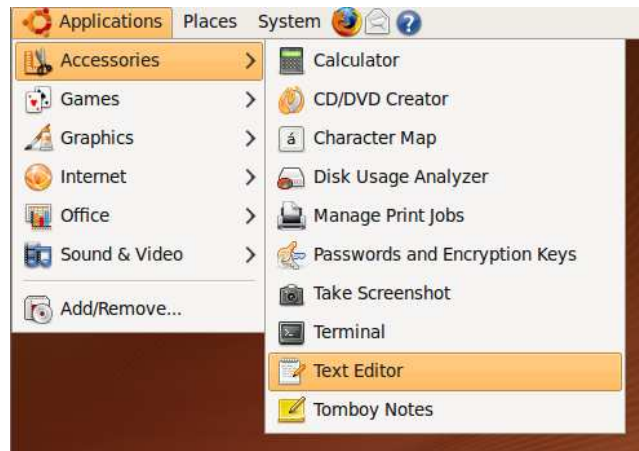 Applications Places System
Accessories
Games
Graphics
Internet
Office
Sound & Video
Add/Remove...
Calculator
CD/DVD Creator
á Character Map
Disk Usage Analyzer
Manage Print Jobs
Passwords and Encryption Keys
Take Screenshot
Terminal
Text Editor
Tomboy Notes